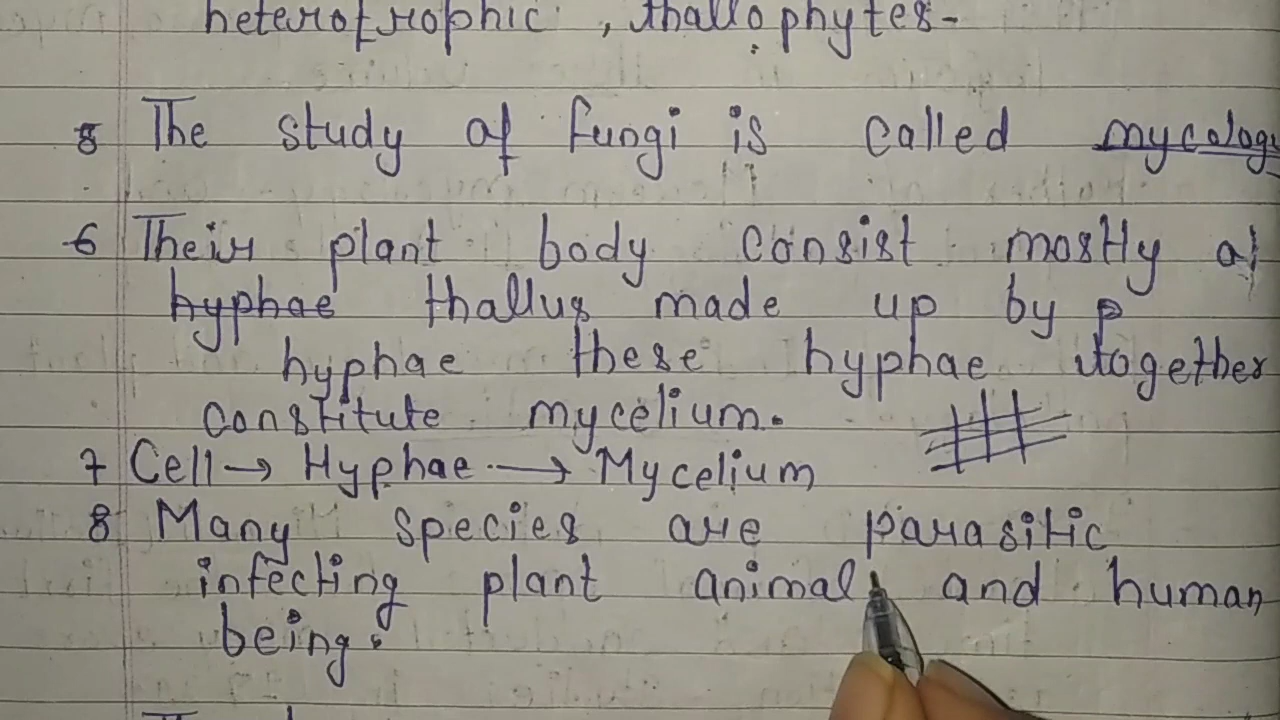 heterotrophic , thallophytes-
5 The study of fungi is called mycology
6 Their plant body consist mostly of
hyphae thallus made up by p
hyphae these hyphae together
constitute mycelium.
7 Cell → Hyphae → Mycelium
8 Many species are parasitic
infecting plant animal and human
being.